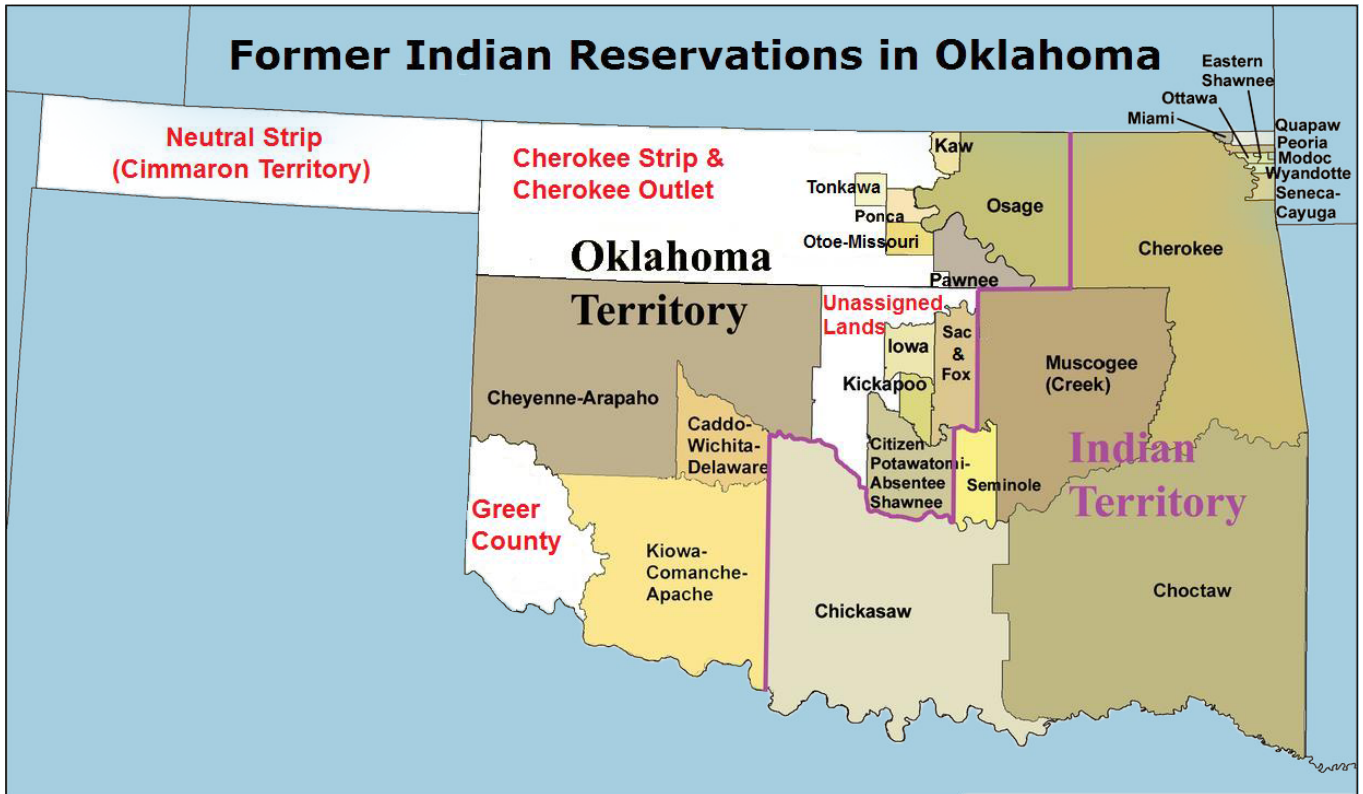 Former Indian Reservations in Oklahoma
Eastern
Shawnee
Ottawa
Miami
Quapaw
Peoria
Modoc
Wyandotte
Seneca-
Cayuga
Neutral Strip
(Cimmaron Territory)
Cherokee Strip &
Cherokee Outlet
Kaw
Tonkawa
Ponca
Otoe-Missouri
Osage
Cherokee
Pawnee
Oklahoma
Territory
Unassigned
Lands
Iowa
Sac
&
Fox
Kickapoo
Muscogee
(Creek)
Cheyenne-Arapaho
Caddo-
Wichita-
Delaware
Citizen
Potawatomi-
Absentee
Shawnee
Seminole
Indian
Territory
Greer
County
Kiowa-
Comanche-
Apache
Chickasaw
Choctaw